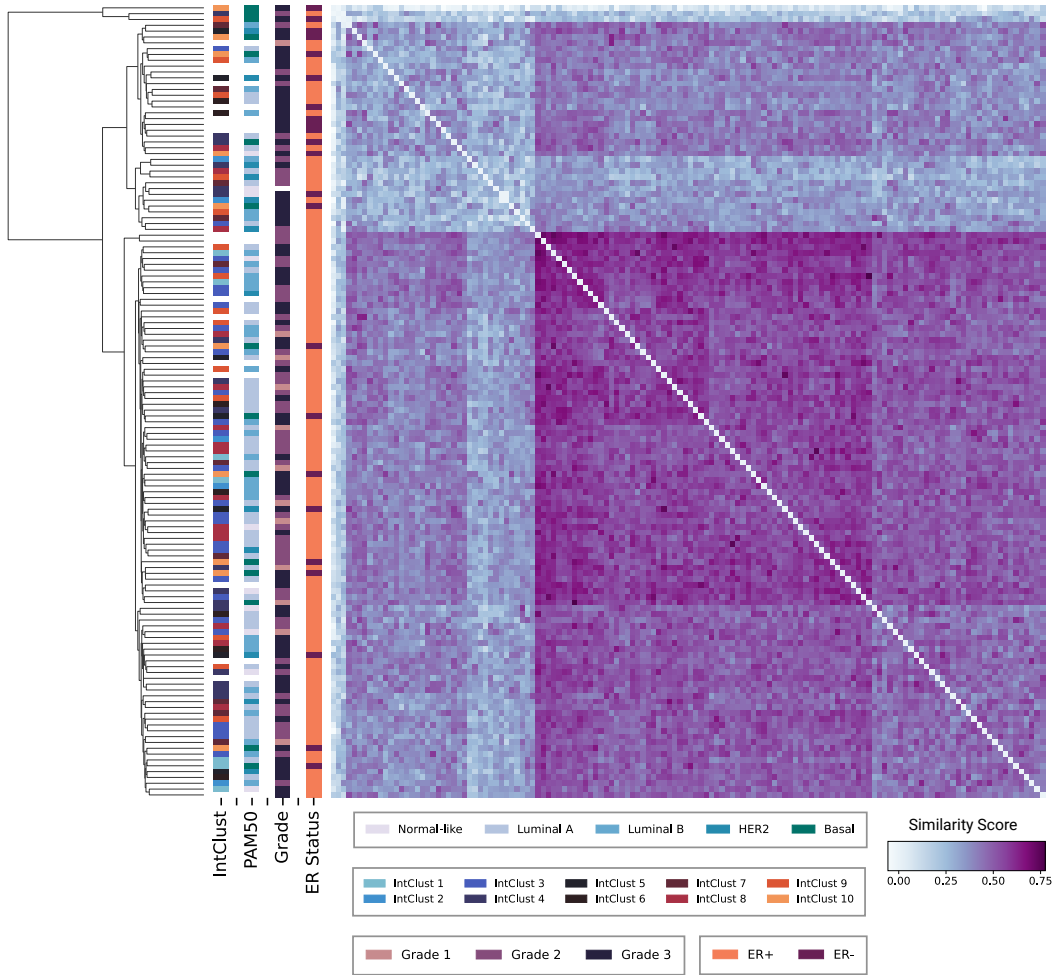 IntClust
PAM50
Grade
ER Status
Normal-like Luminal A Luminal B HER2 Basal
Similarity Score
0.00 0.25 0.50 0.75
IntClust 1 IntClust 3 IntClust 5 IntClust 7 IntClust 9
IntClust 2 IntClust 4 IntClust 6 IntClust 8 IntClust 10
Grade 1 Grade 2 Grade 3 ER+ ER-